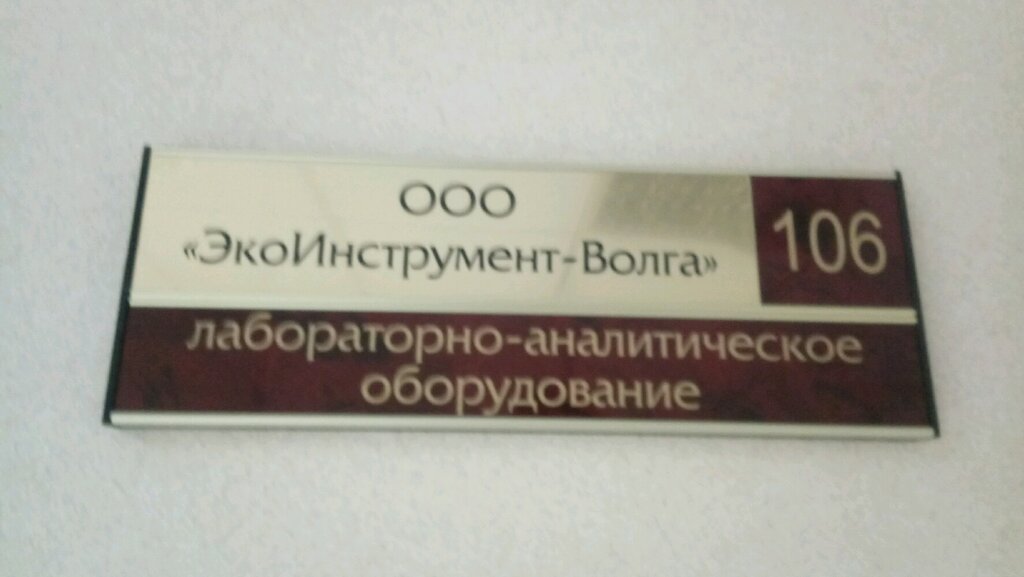 ООО
«ЭкоИнструмент-Волга»
106
лабораторно-аналитическое
оборудование